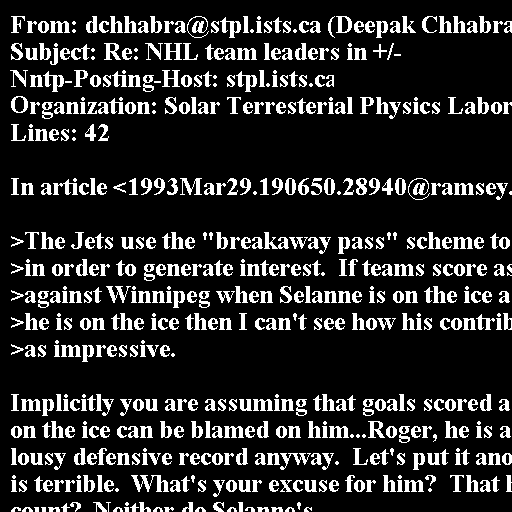 From: dchhabra@stpl.ists.ca (Deepak Chhabra
Subject: Re: NHL team leaders in +/-
Nntp-Posting-Host: stpl.ists.ca
Organization: Solar Terresterial Physics Labor
Lines: 42

In article <1993Mar29.190650.28940@ramsey.

>The Jets use the "breakaway pass" scheme to
>in order to generate interest.  If teams score as
>against Winnipeg when Selanne is on the ice a
>he is on the ice then I can't see how his contrib
>as impressive.

Implicitly you are assuming that goals scored a
on the ice can be blamed on him...Roger, he is a
lousy defensive record anyway.  Let's put it ano
is terrible.  What's your excuse for him?  That h
count?  Neither do Selanne's